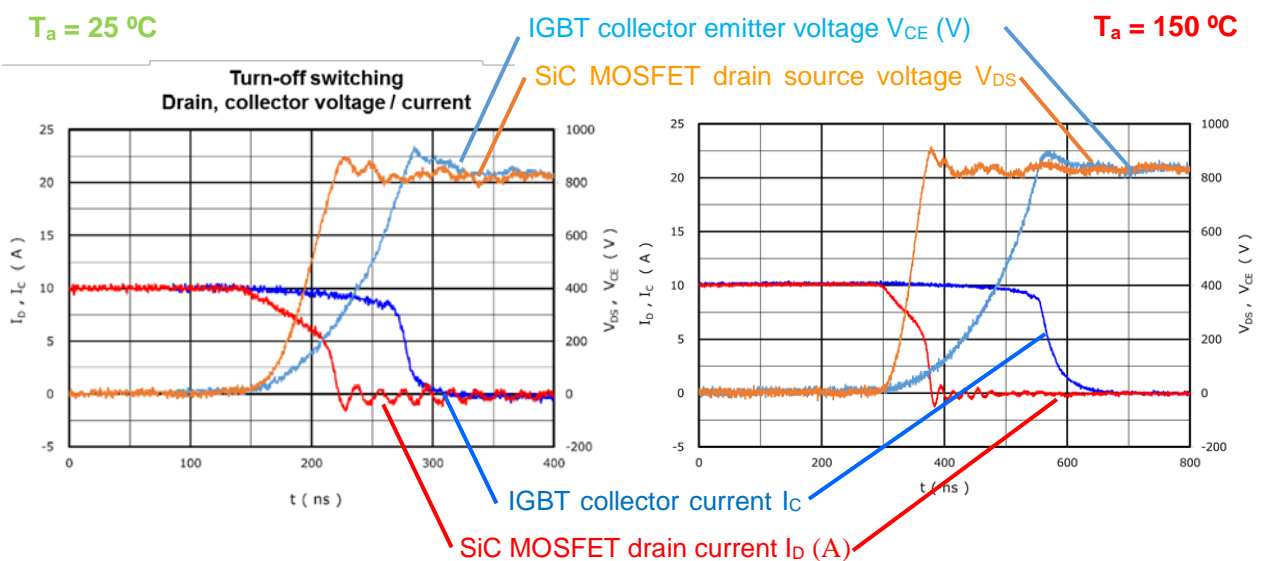 Ta = 25 ºC
IGBT collector emitter voltage VCE (V)
Ta = 150 ºC
SiC MOSFET drain source voltage VDS
Turn-off switching
Drain, collector voltage / current
25
20
15
10
5
0
-5
ID , IC ( A )
1000
800
600
400
200
0
-200
VDS , VCE ( V )
0
100
200
300
400
t ( ns )
25
20
15
10
5
0
-5
ID , IC ( A )
1000
800
600
400
200
0
-200
VDS , VCE ( V )
0
200
400
600
800
t ( ns )
IGBT collector current IC
SiC MOSFET drain current ID (A)